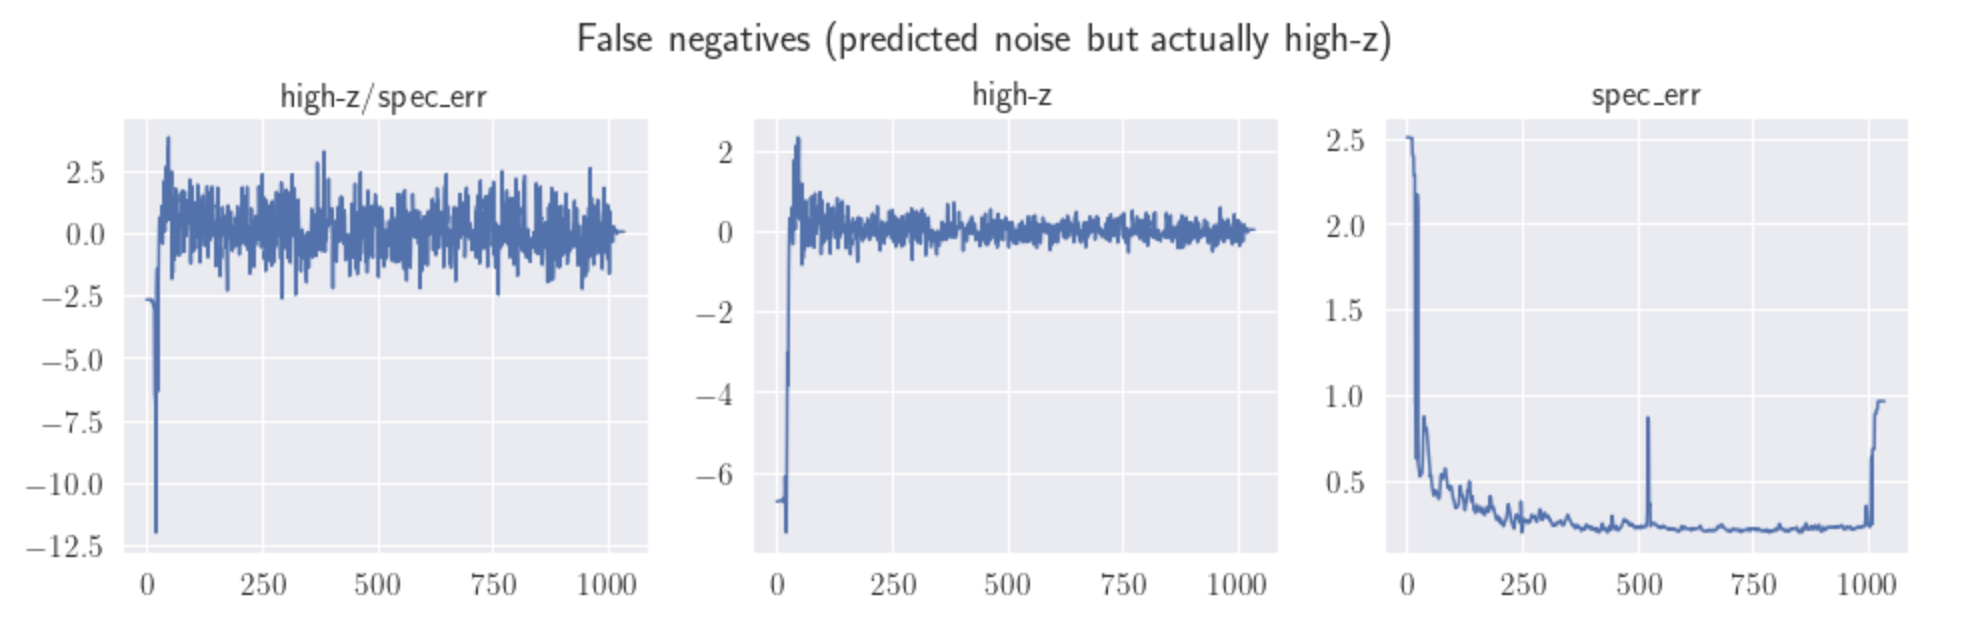 False negatives (predicted noise but actually high-z)
high-z/spec_err
2.5
0.0
−2.5
−5.0
−7.5
−10.0
−12.5
0 250 500 750 1000
high-z
2
0
−2
−4
−6
0 250 500 750 1000
spec_err
2.5
2.0
1.5
1.0
0.5
0 250 500 750 1000